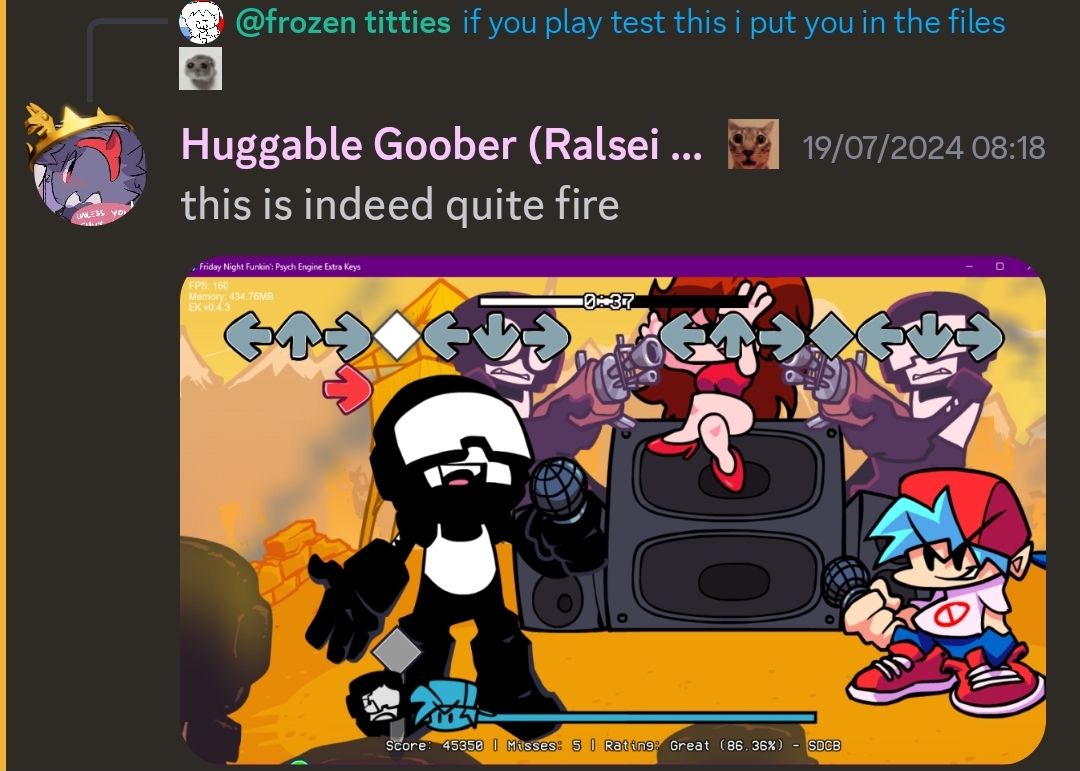 @frozen titties if you play test this i put you in the files
Huggable Goober (Ralsei ... 19/07/2024 08:18
UNLESS YOU
this is indeed quite fire
Friday Night Funkin': Psych Engine Extra Keys
FPS: 160
Memory: 434.76MB
EK v0.4.3
0:37
Score: 45350 | Misses: 5 | Rating: Great (86.36%) - SDCB